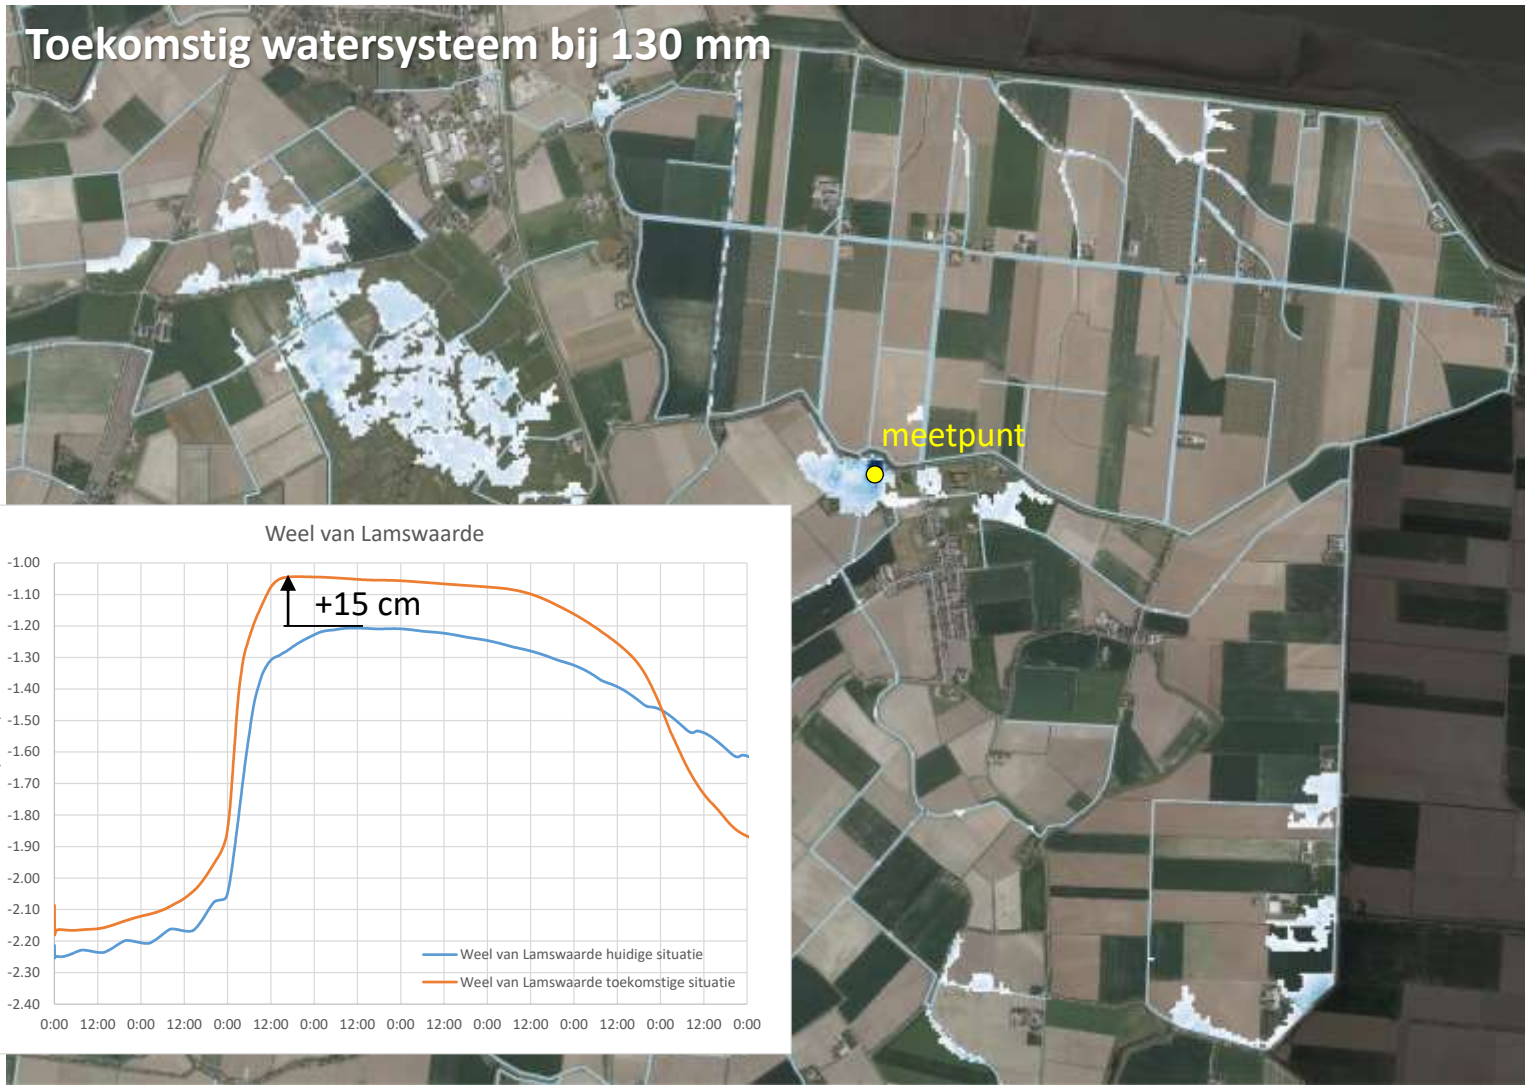 Toekomstig watersysteem bij 130 mm
meetpunt
Weel van Lamswaarde
-1.00
-1.10
-1.20
-1.30
-1.40
-1.50
-1.60
-1.70
-1.80
-1.90
-2.00
-2.10
-2.20
-2.30
-2.40
+15 cm
Weel van Lamswaarde huidige situatie
Weel van Lamswaarde toekomstige situatie
0:00 12:00 0:00 12:00 0:00 12:00 0:00 12:00 0:00 12:00 0:00 12:00 0:00 12:00 0:00 12:00 0:00